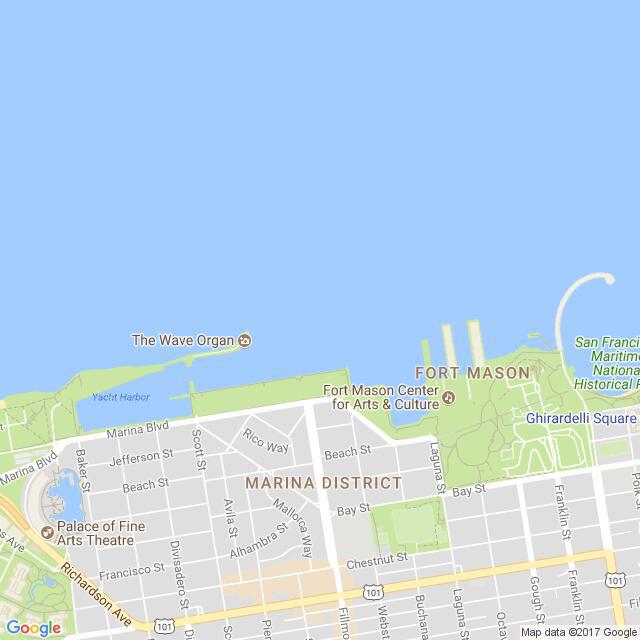 The Wave Organ
San Francis
Maritim
National
Historical P
FORT MASON
Yacht Harbor
Fort Mason Center
for Arts & Culture
Ghirardelli Square
Marina Blvd
Scott St
Rico Way
Laguna St
Marina Blvd
Baker St
Jefferson St
Beach St
Beach St
MARINA DISTRICT
Bay St
Franklin St
Polk St
Avila St
Mallorca Way
Bay St
Palace of Fine
Arts Theatre
Alhambra St
Divisadero St
Chestnut St
Francisco St
Richardson Ave
101
101
101
101
Gough St
Franklin St
Fillmo
Webst
Buchana
Laguna St
Octa
Google
Map data ©2017 Google